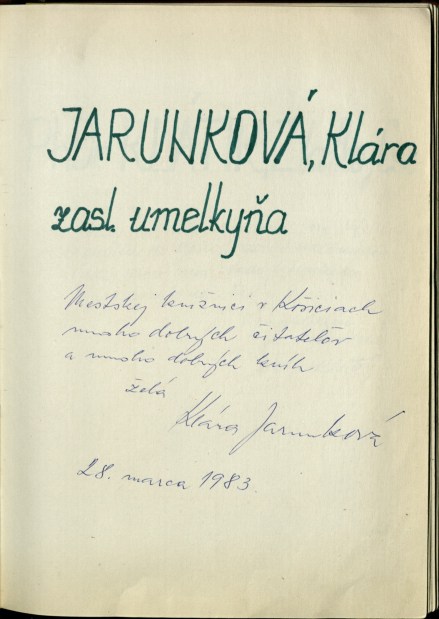 JARUNKOVÁ, Klára
zasl. umelkyňa
Mestskej knižnici v Košiciach
mnoho dobrých čitateľov
a mnoho dobrých kníh
želá
Klára Jarunková
28. marca 1983.